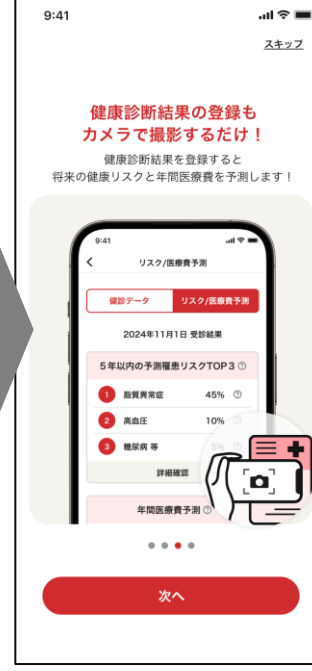 9:41
スキップ
健康診断結果の登録も
カメラで撮影するだけ！
健康診断結果を登録すると
将来の健康リスクと年間医療費を予測します！
9:41
リスク/医療費予測
健診データ
リスク/医療費予測
2024年11月1日 受診結果
5年以内の予測罹患リスクTOP3
1 脂質異常症 45%
2 高血圧 10%
3 糖尿病 等 5%
詳細確認
年間医療費予測
次へ